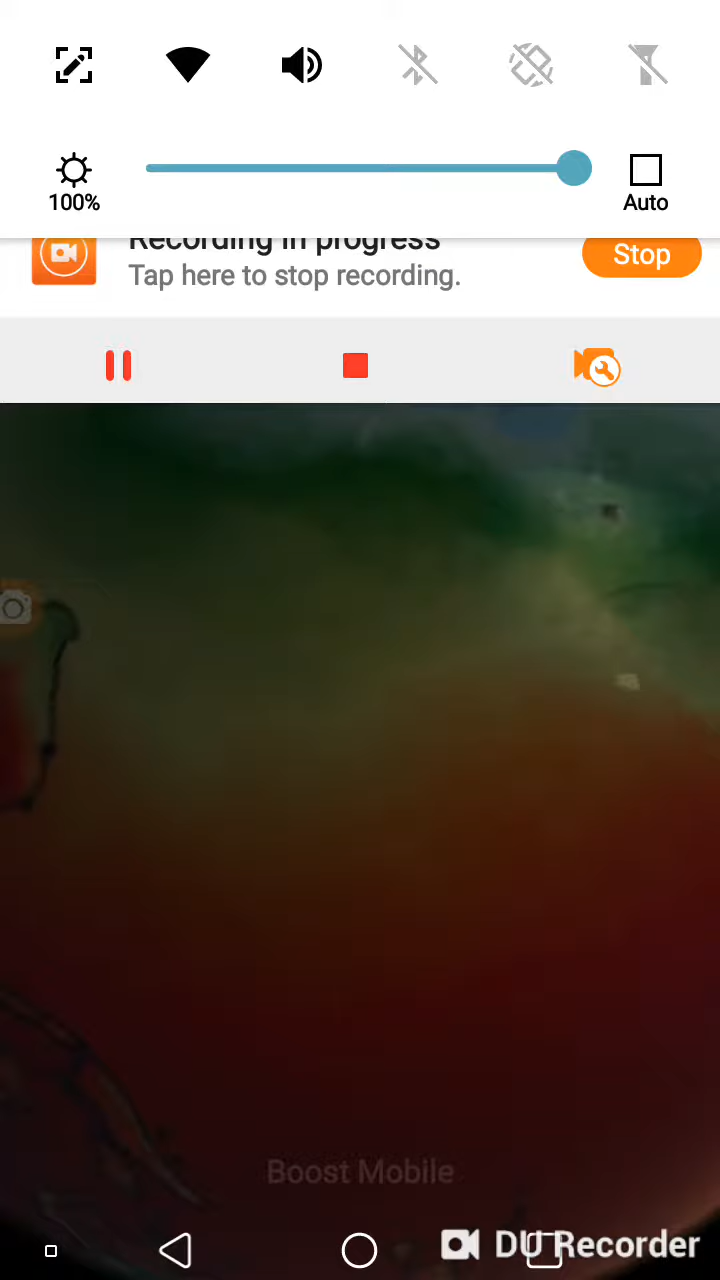 100%
Auto
Recording in progress
Tap here to stop recording.
Stop
Boost Mobile
DU Recorder